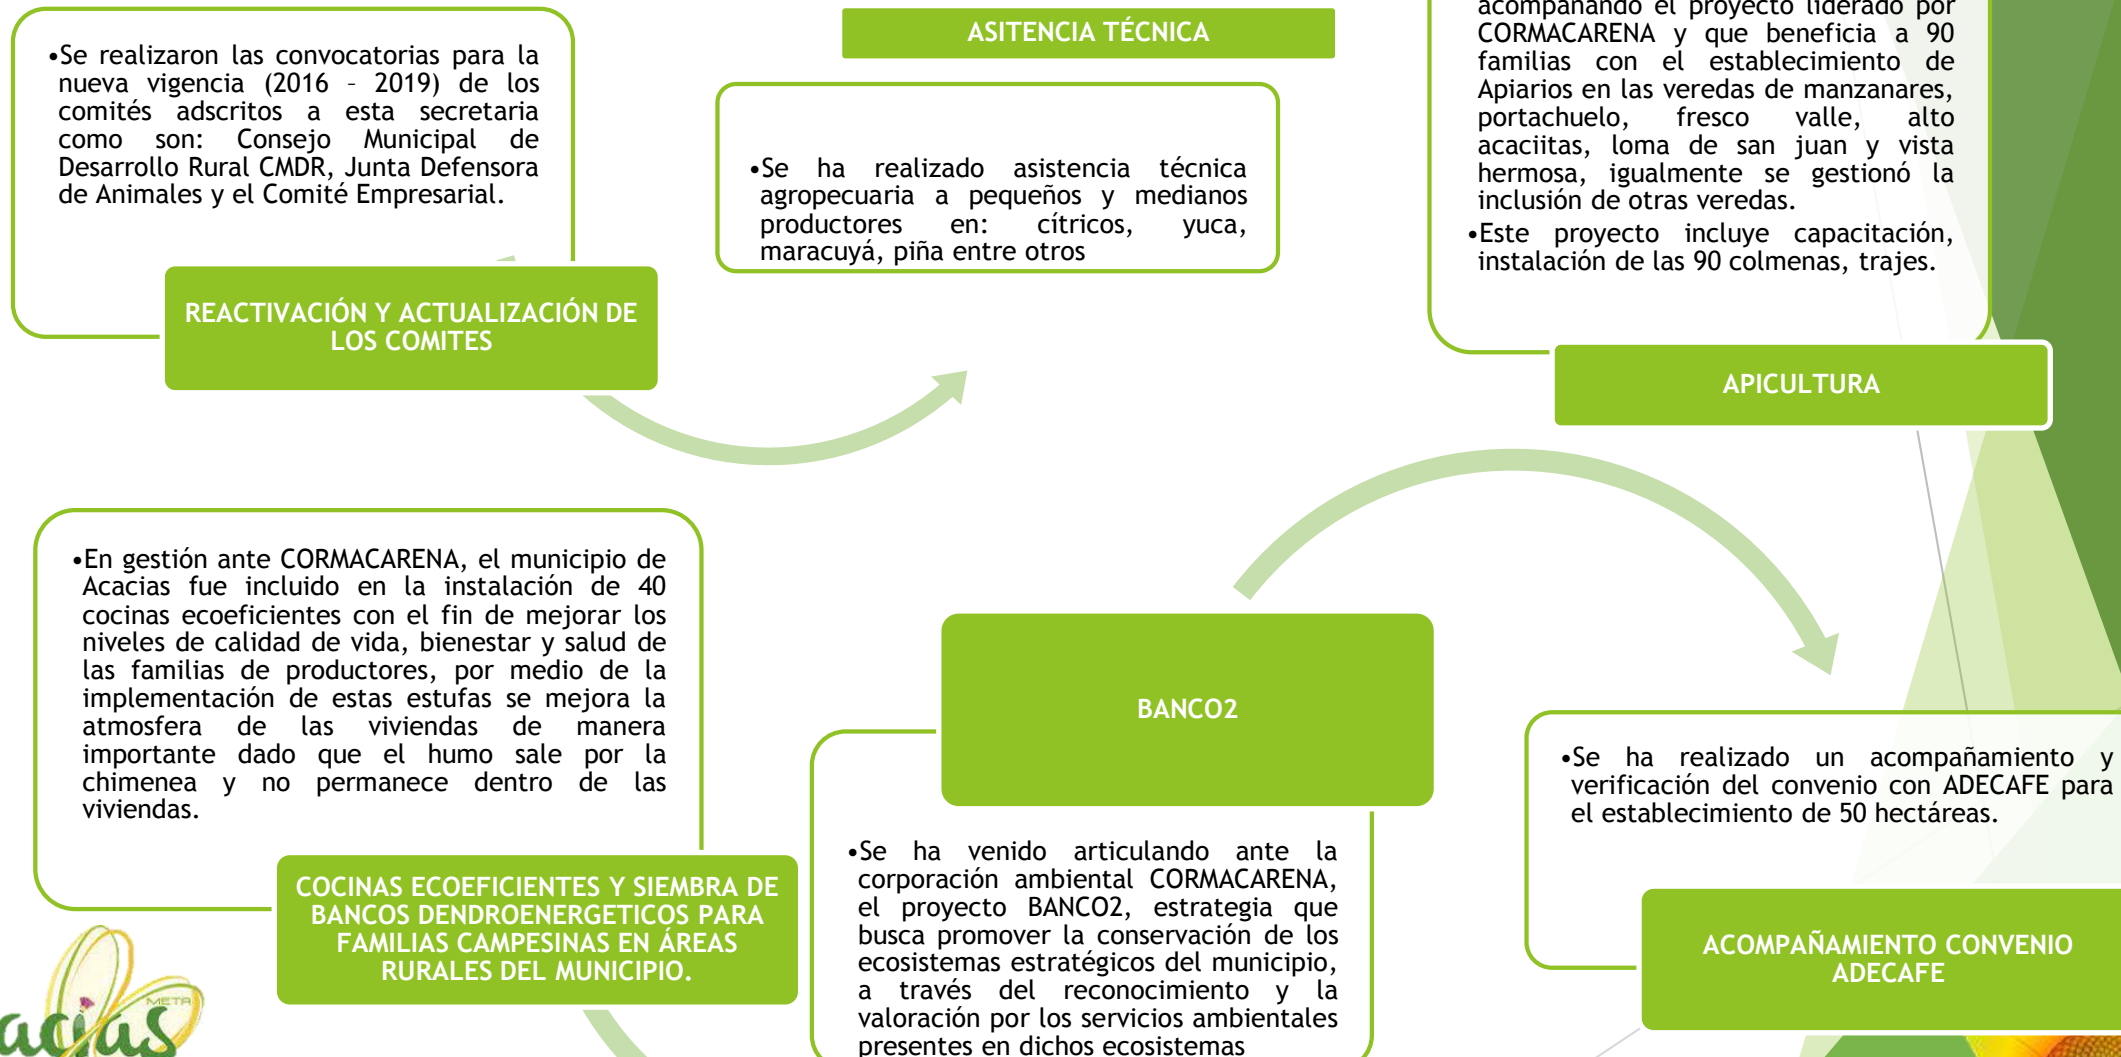 •Se realizaron las convocatorias para la
nueva vigencia (2016 – 2019) de los
comités adscritos a esta secretaria
como son: Consejo Municipal de
Desarrollo Rural CMDR, Junta Defensora
de Animales y el Comité Empresarial.
REACTIVACIÓN Y ACTUALIZACIÓN DE
LOS COMITES
ASITENCIA TÉCNICA
•Se ha realizado asistencia técnica
agropecuaria a pequeños y medianos
productores en: cítricos, yuca,
maracuyá, piña entre otros
acompañando el proyecto liderado por
CORMACARENA y que beneficia a 90
familias con el establecimiento de
Apiarios en las veredas de manzanares,
portachuelo, fresco valle, alto
acaciitas, loma de san juan y vista
hermosa, igualmente se gestionó la
inclusión de otras veredas.
•Este proyecto incluye capacitación,
instalación de las 90 colmenas, trajes.
APICULTURA
•En gestión ante CORMACARENA, el municipio de
Acacias fue incluido en la instalación de 40
cocinas ecoeficientes con el fin de mejorar los
niveles de calidad de vida, bienestar y salud de
las familias de productores, por medio de la
implementación de estas estufas se mejora la
atmosfera de las viviendas de manera
importante dado que el humo sale por la
chimenea y no permanece dentro de las
viviendas.
COCINAS ECOEFICIENTES Y SIEMBRA DE
BANCOS DENDROENERGETICOS PARA
FAMILIAS CAMPESINAS EN ÁREAS
RURALES DEL MUNICIPIO.
BANCO2
•Se ha venido articulando ante la
corporación ambiental CORMACARENA,
el proyecto BANCO2, estrategia que
busca promover la conservación de los
ecosistemas estratégicos del municipio,
a través del reconocimiento y la
valoración por los servicios ambientales
presentes en dichos ecosistemas
•Se ha realizado un acompañamiento y
verificación del convenio con ADECAFE para
el establecimiento de 50 hectáreas.
ACOMPAÑAMIENTO CONVENIO
ADECAFE
META
acias